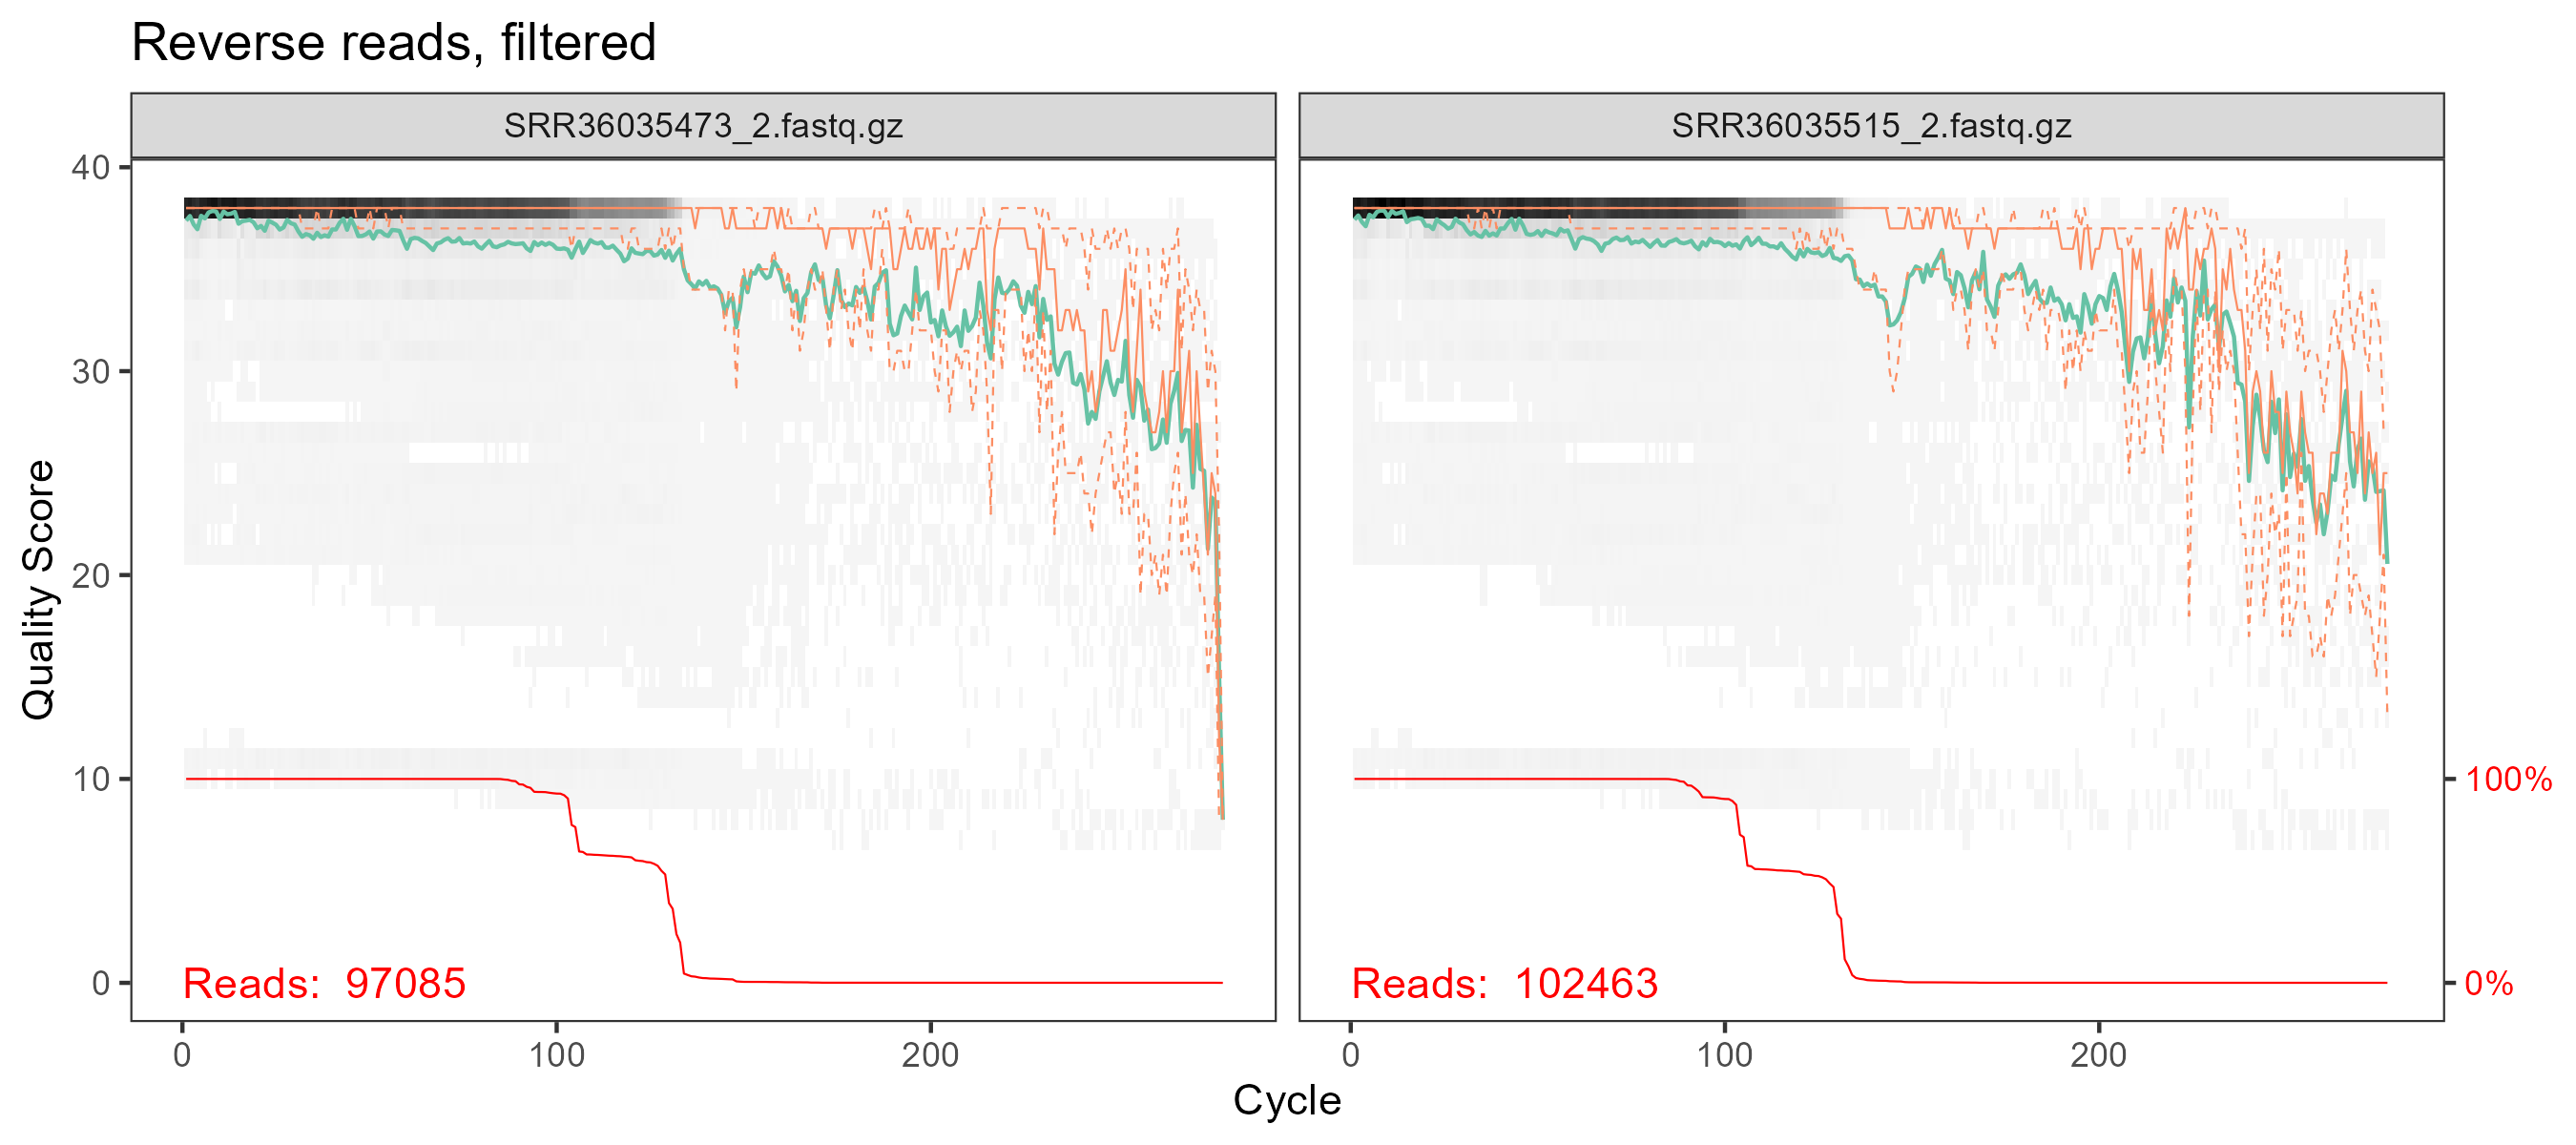 Reverse reads, filtered
SRR36035473_2.fastq.gz
SRR36035515_2.fastq.gz
Quality Score
40
30
20
10
0
Reads: 97085
Reads: 102463
100%
0%
0
100
200
0
100
200
Cycle